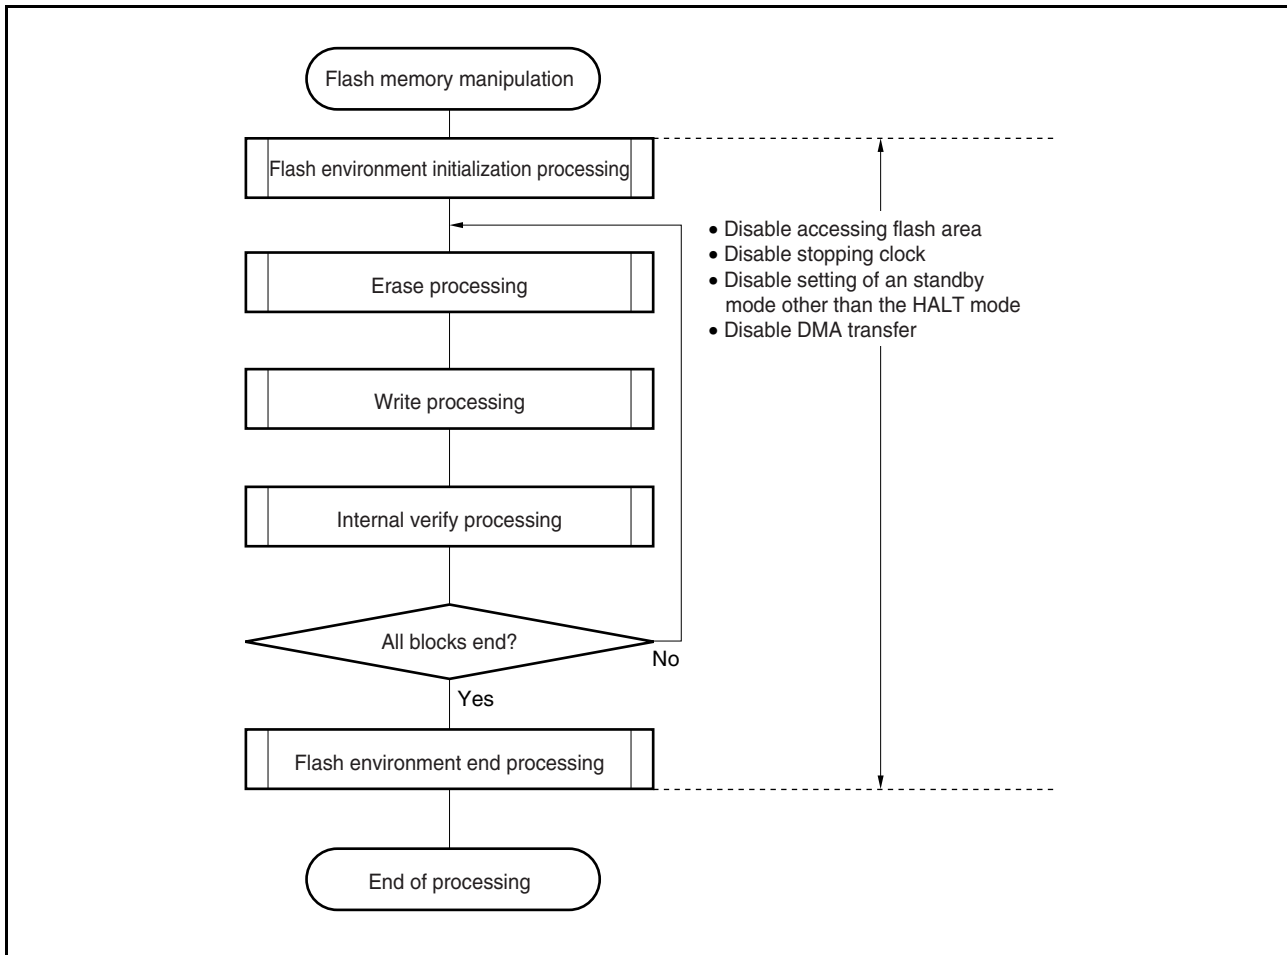 Flash memory manipulation
Flash environment initialization processing
• Disable accessing flash area
• Disable stopping clock
• Disable setting of an standby
mode other than the HALT mode
• Disable DMA transfer
Erase processing
Write processing
Internal verify processing
All blocks end?
No
Yes
Flash environment end processing
End of processing